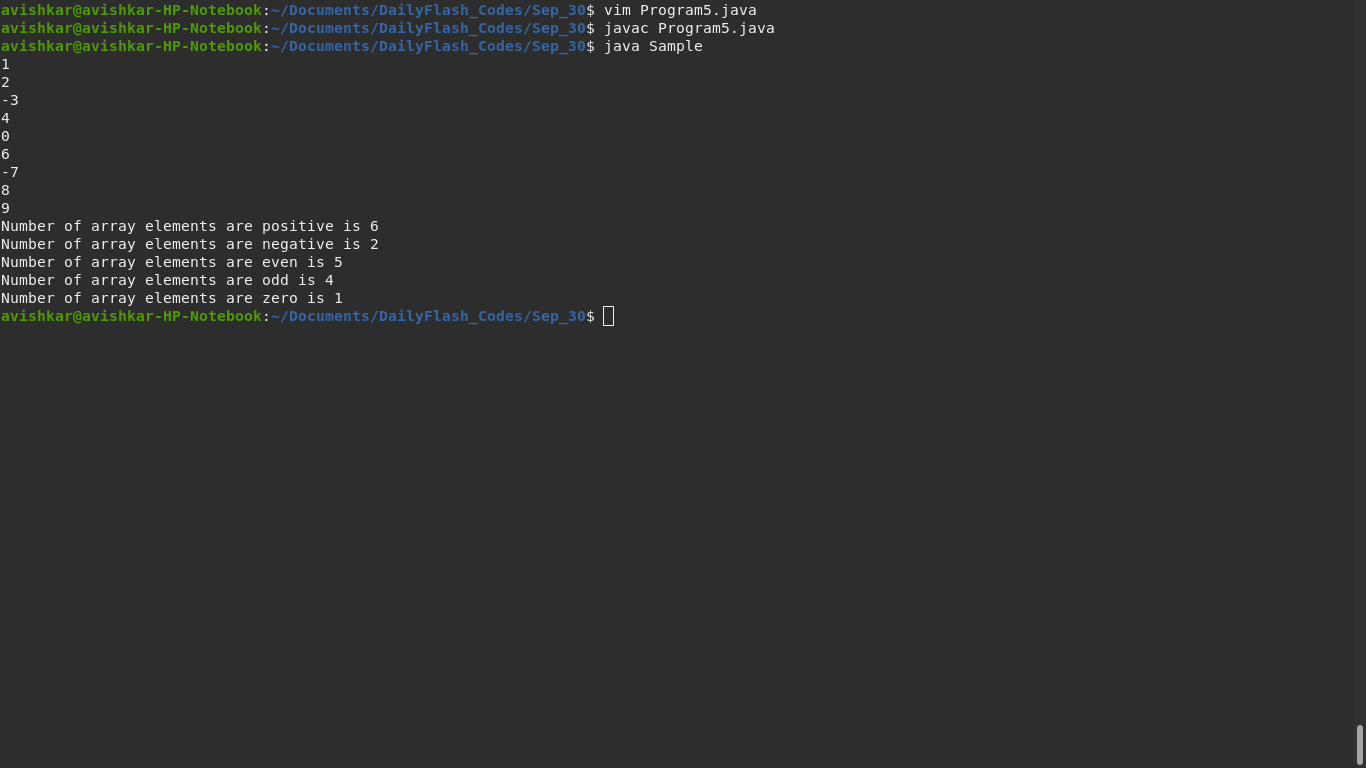 avishkar@avishkar-HP-Notebook:~/Documents/DailyFlash_Codes/Sep_30$ vim Program5.java
avishkar@avishkar-HP-Notebook:~/Documents/DailyFlash_Codes/Sep_30$ javac Program5.java
avishkar@avishkar-HP-Notebook:~/Documents/DailyFlash_Codes/Sep_30$ java Sample
1
2
-3
4
0
6
-7
8
9
Number of array elements are positive is 6
Number of array elements are negative is 2
Number of array elements are even is 5
Number of array elements are odd is 4
Number of array elements are zero is 1
avishkar@avishkar-HP-Notebook:~/Documents/DailyFlash_Codes/Sep_30$